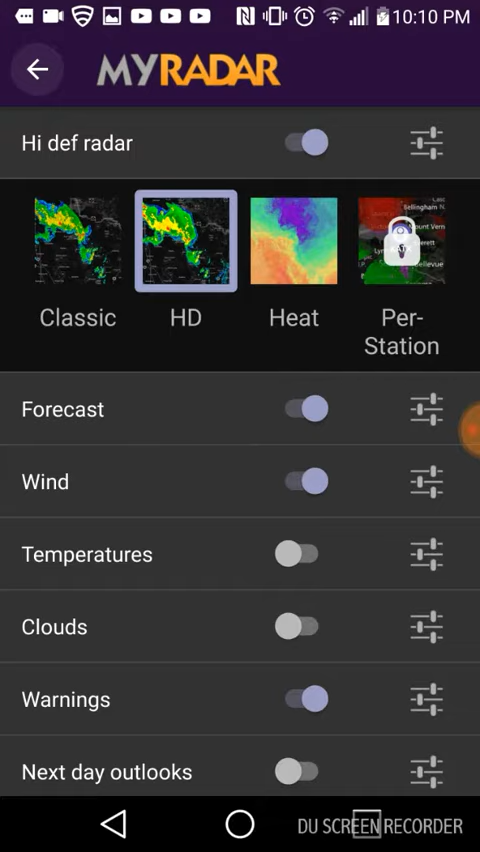 10:10 PM
MYRADAR
Hi def radar
Classic
HD
Heat
Per-
Station
Forecast
Wind
Temperatures
Clouds
Warnings
Next day outlooks
DU SCREEN RECORDER